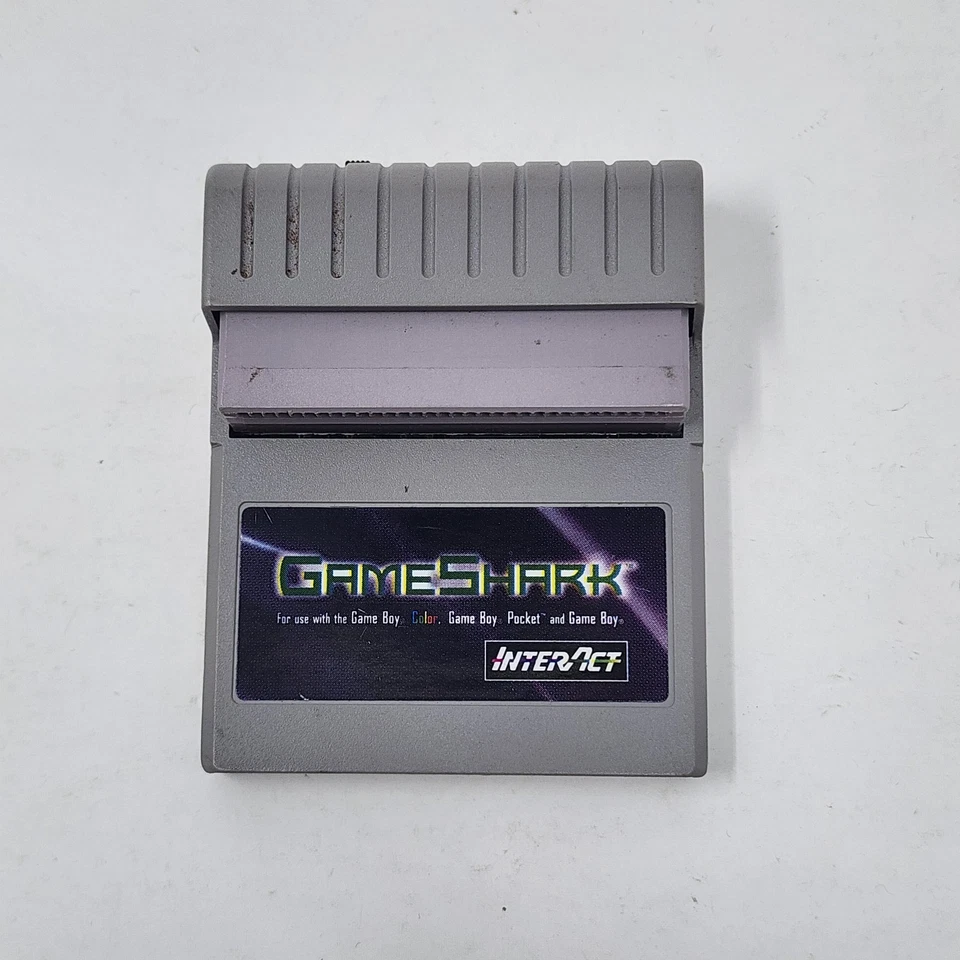 GAMESHARK™
For use with the Game Boy® Color, Game Boy® Pocket™ and Game Boy®
INTERACT